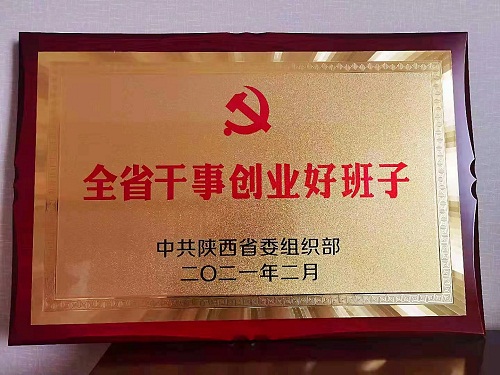 全省干事创业好班子
中共陕西省委组织部
二〇二一年二月